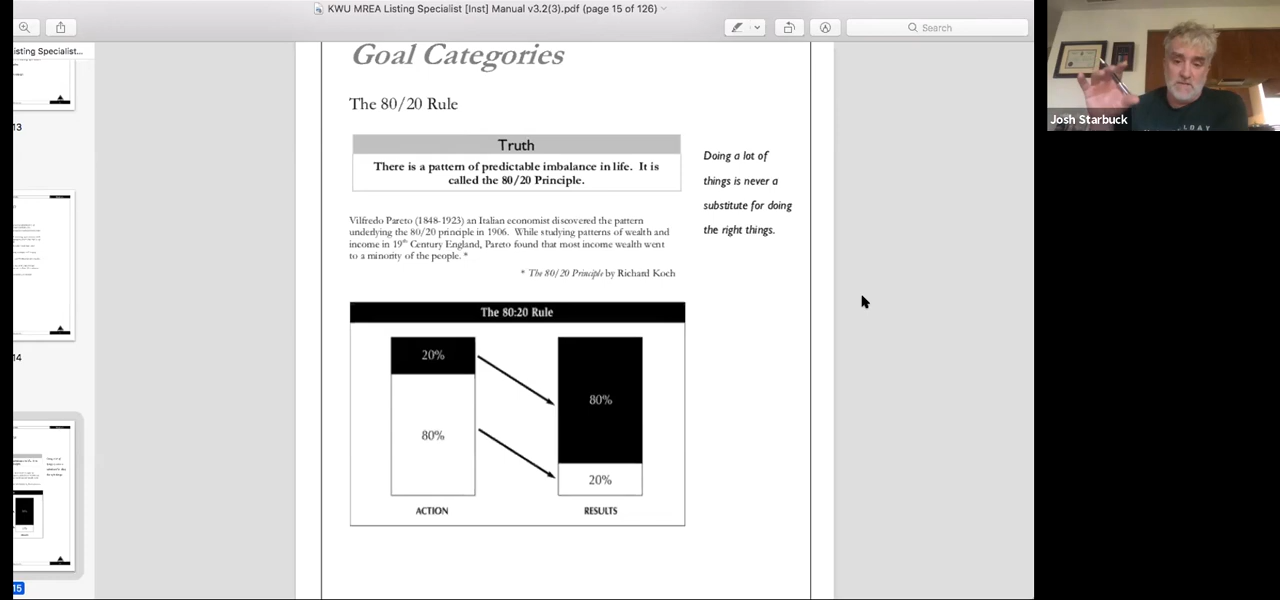 KWU MREA Listing Specialist [Inst] Manual v3.2(3).pdf (page 15 of 126)
Search
isting Specialist...
13
14
15
Goal Categories
The 80/20 Rule
Truth
There is a pattern of predictable imbalance in life. It is
called the 80/20 Principle.
Doing a lot of
things is never a
substitute for doing
the right things.
Vilfredo Pareto (1848-1923) an Italian economist discovered the pattern
underlying the 80/20 principle in 1906. While studying patterns of wealth and
income in 19th Century England, Pareto found that most income wealth went
to a minority of the people. *
* The 80/20 Principle by Richard Koch
The 80:20 Rule
20%
80%
80%
20%
ACTION
RESULTS
Josh Starbuck
LDAY